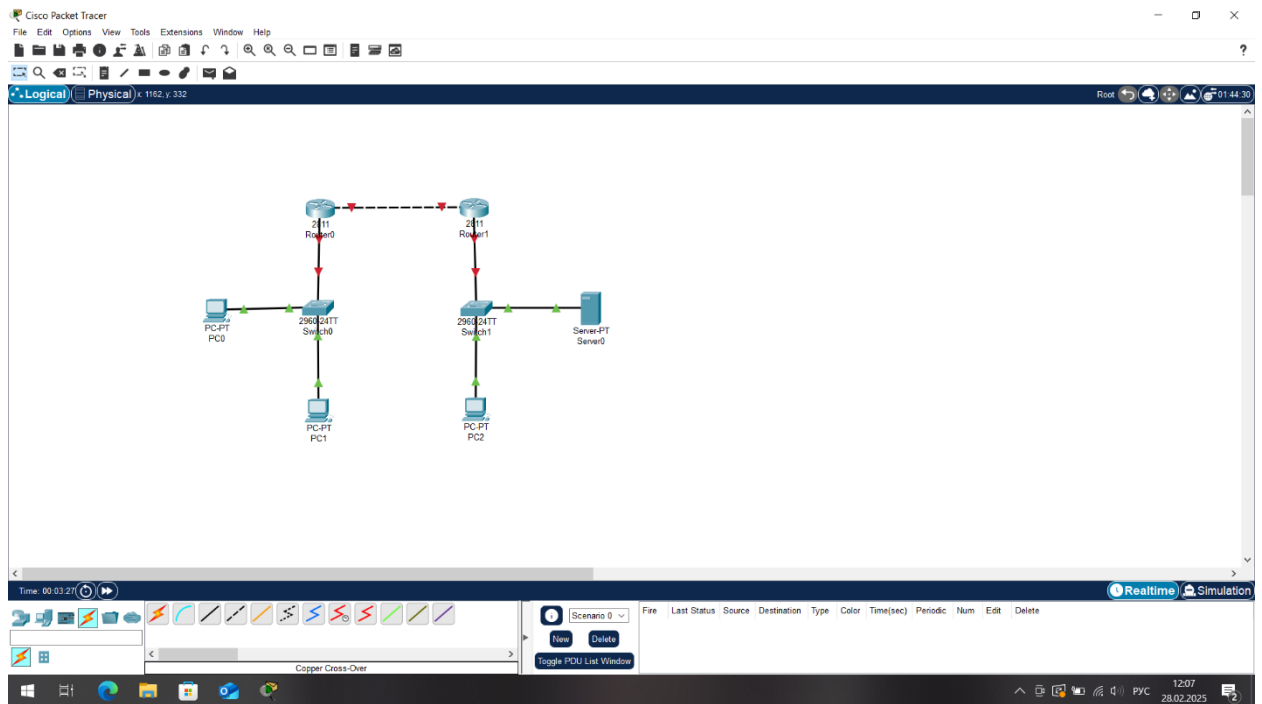 Cisco Packet Tracer
File Edit Options View Tools Extensions Window Help
?
Logical Physical x: 1162, y: 332 Root 01:44:30
2811
Router0
2811
Router1
PC-PT
PC0
2960-24TT
Switch0
2960-24TT
Switch1
Server-PT
Server0
PC-PT
PC1
PC-PT
PC2
Time: 00:03:27 Realtime Simulation
Scenario 0 Fire Last Status Source Destination Type Color Time(sec) Periodic Num Edit Delete
New Delete
Toggle PDU List Window
Copper Cross-Over
РУС 12:07
28.02.2025
2